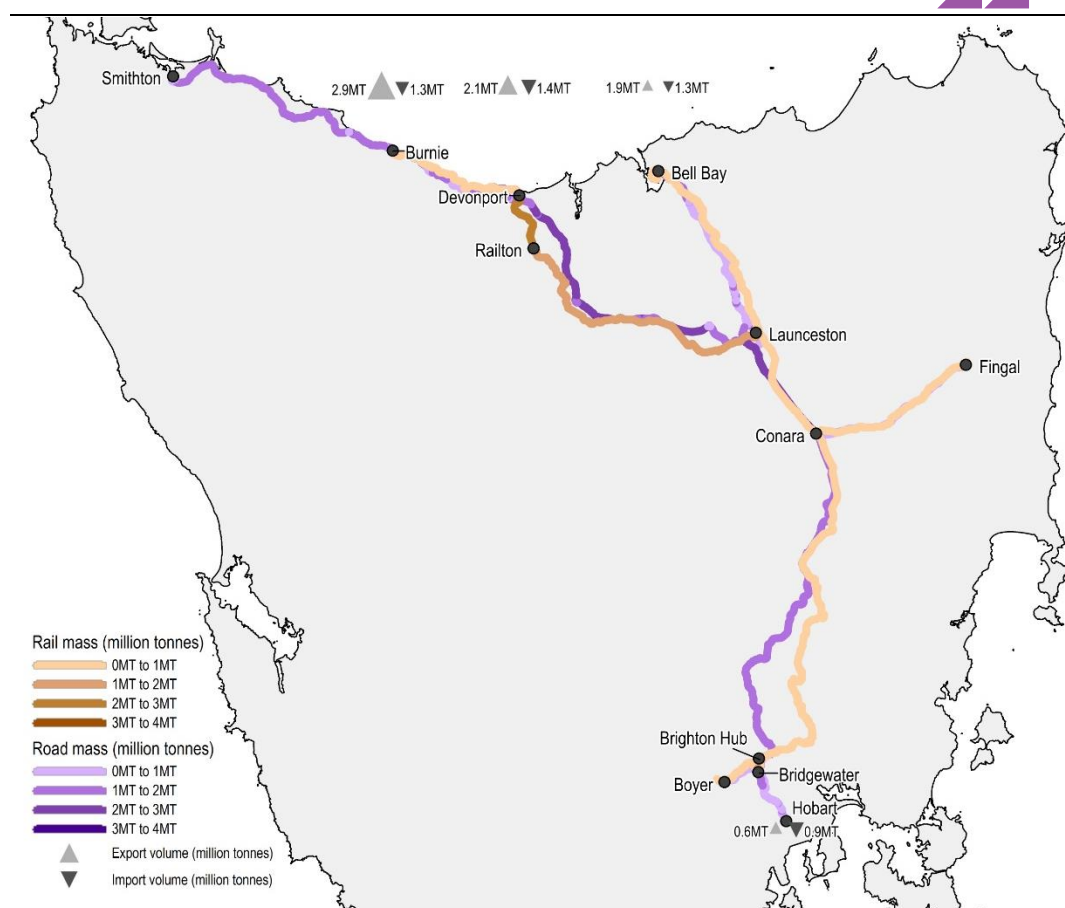 Smithton
2.9MT 1.3MT 2.1MT 1.4MT 1.9MT 1.3MT
Burnie
Bell Bay
Devonport
Railton
Launceston
Fingal
Conara
Brighton Hub
Bridgewater
Boyer
Hobart
0.6MT 0.9MT
Rail mass (million tonnes)
0MT to 1MT
1MT to 2MT
2MT to 3MT
3MT to 4MT
Road mass (million tonnes)
0MT to 1MT
1MT to 2MT
2MT to 3MT
3MT to 4MT
Export volume (million tonnes)
Import volume (million tonnes)